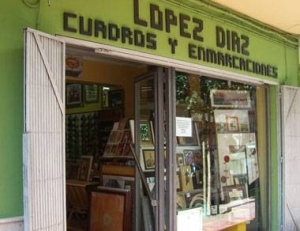 LOPEZ DIAZ
CUADROS Y ENMARCACIONES